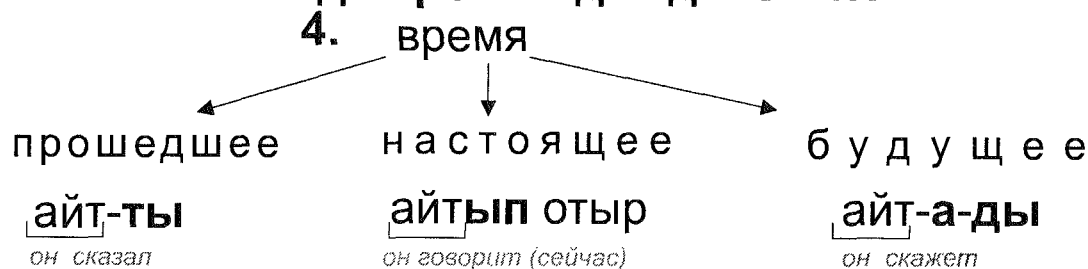 4. время
прошедшее настоящее будущее
айт-ты айтып отыр айт-а-ды
он сказал он говорит (сейчас) он скажет